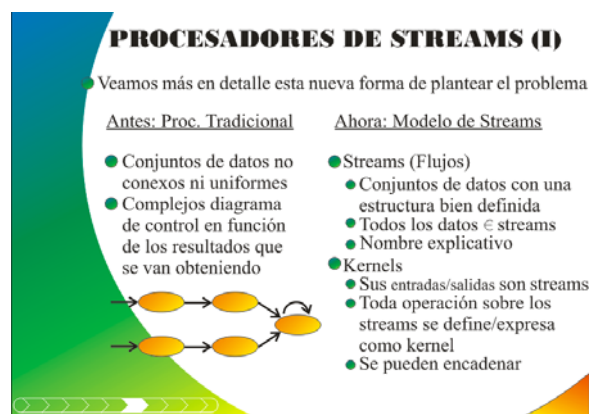 PROCESADORES DE STREAMS (I)
Veamos más en detalle esta nueva forma de plantear el problema
Antes: Proc. Tradicional
Conjuntos de datos no
conexos ni uniformes
Complejos diagrama
de control en función
de los resultados que
se van obteniendo
Ahora: Modelo de Streams
Streams (Flujos)
Conjuntos de datos con una
estructura bien definida
Todos los datos ∈ streams
Nombre explicativo
Kernels
Sus entradas/salidas son streams
Toda operación sobre los
streams se define/expresa
como kernel
Se pueden encadenar